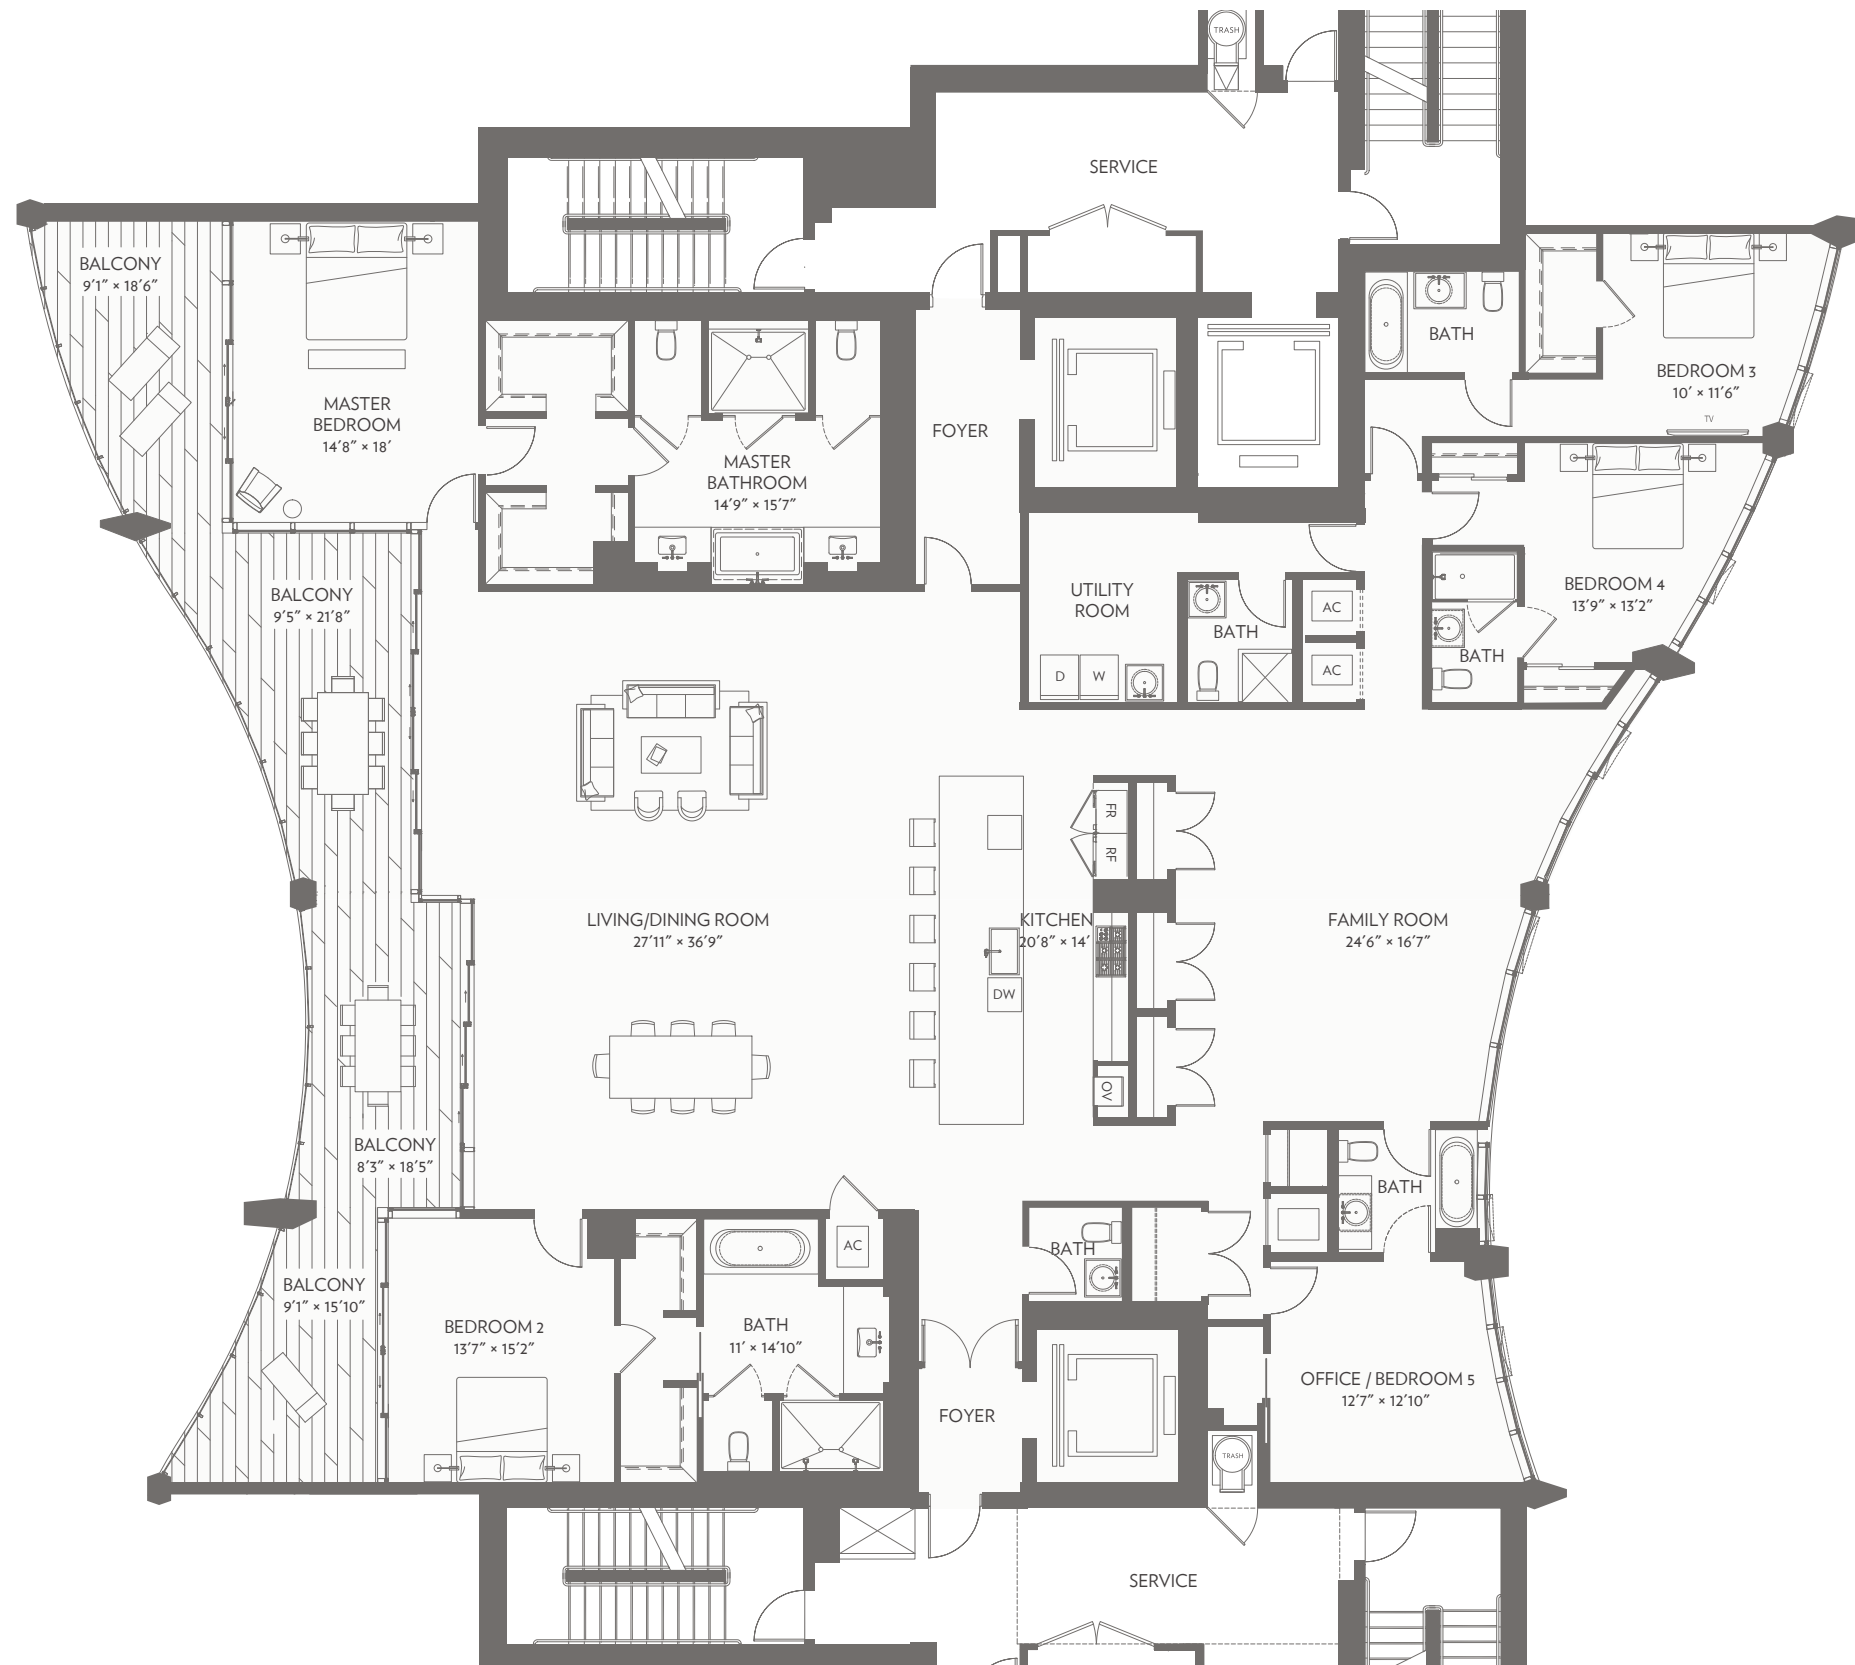 TRASH
SERVICE
BALCONY
9'1" × 18'6"
MASTER
BEDROOM
14'8" × 18'
MASTER
BATHROOM
14'9" × 15'7"
FOYER
BATH
BEDROOM 3
10' × 11'6"
TV
BALCONY
9'5" × 21'8"
UTILITY
ROOM
D
W
BATH
AC
AC
BEDROOM 4
13'9" × 13'2"
BATH
FR
RF
LIVING/DINING ROOM
27'11" × 36'9"
KITCHEN
20'8" × 14'
DW
OV
FAMILY ROOM
24'6" × 16'7"
BALCONY
8'3" × 18'5"
BATH
AC
BATH
BALCONY
9'1" × 15'10"
BEDROOM 2
13'7" × 15'2"
BATH
11' × 14'10"
FOYER
OFFICE / BEDROOM 5
12'7" × 12'10"
TRASH
SERVICE